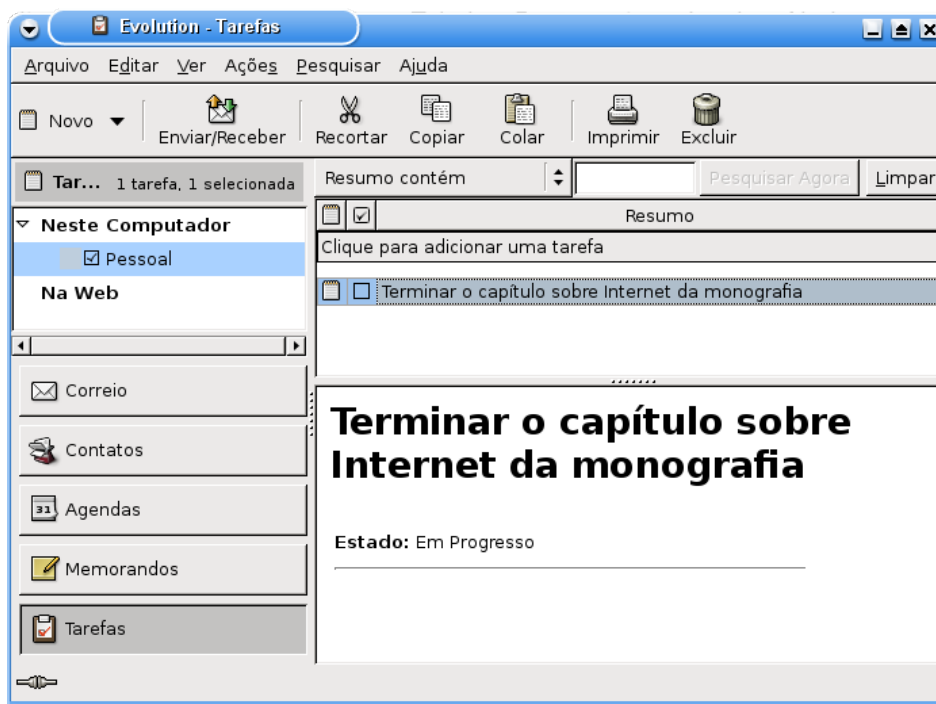 Evolution - Tarefas
Arquivo Editar Ver Ações Pesquisar Ajuda
Novo Enviar/Receber Recortar Copiar Colar Imprimir Excluir
Tar... 1 tarefa, 1 selecionada
Resumo contém Pesquisar Agora Limpar
Neste Computador
Pessoal
Na Web
Resumo
Clique para adicionar uma tarefa
Terminar o capítulo sobre Internet da monografia
Correio
Contatos
31 Agendas
Memorandos
Tarefas
Terminar o capítulo sobre
Internet da monografia
Estado: Em Progresso